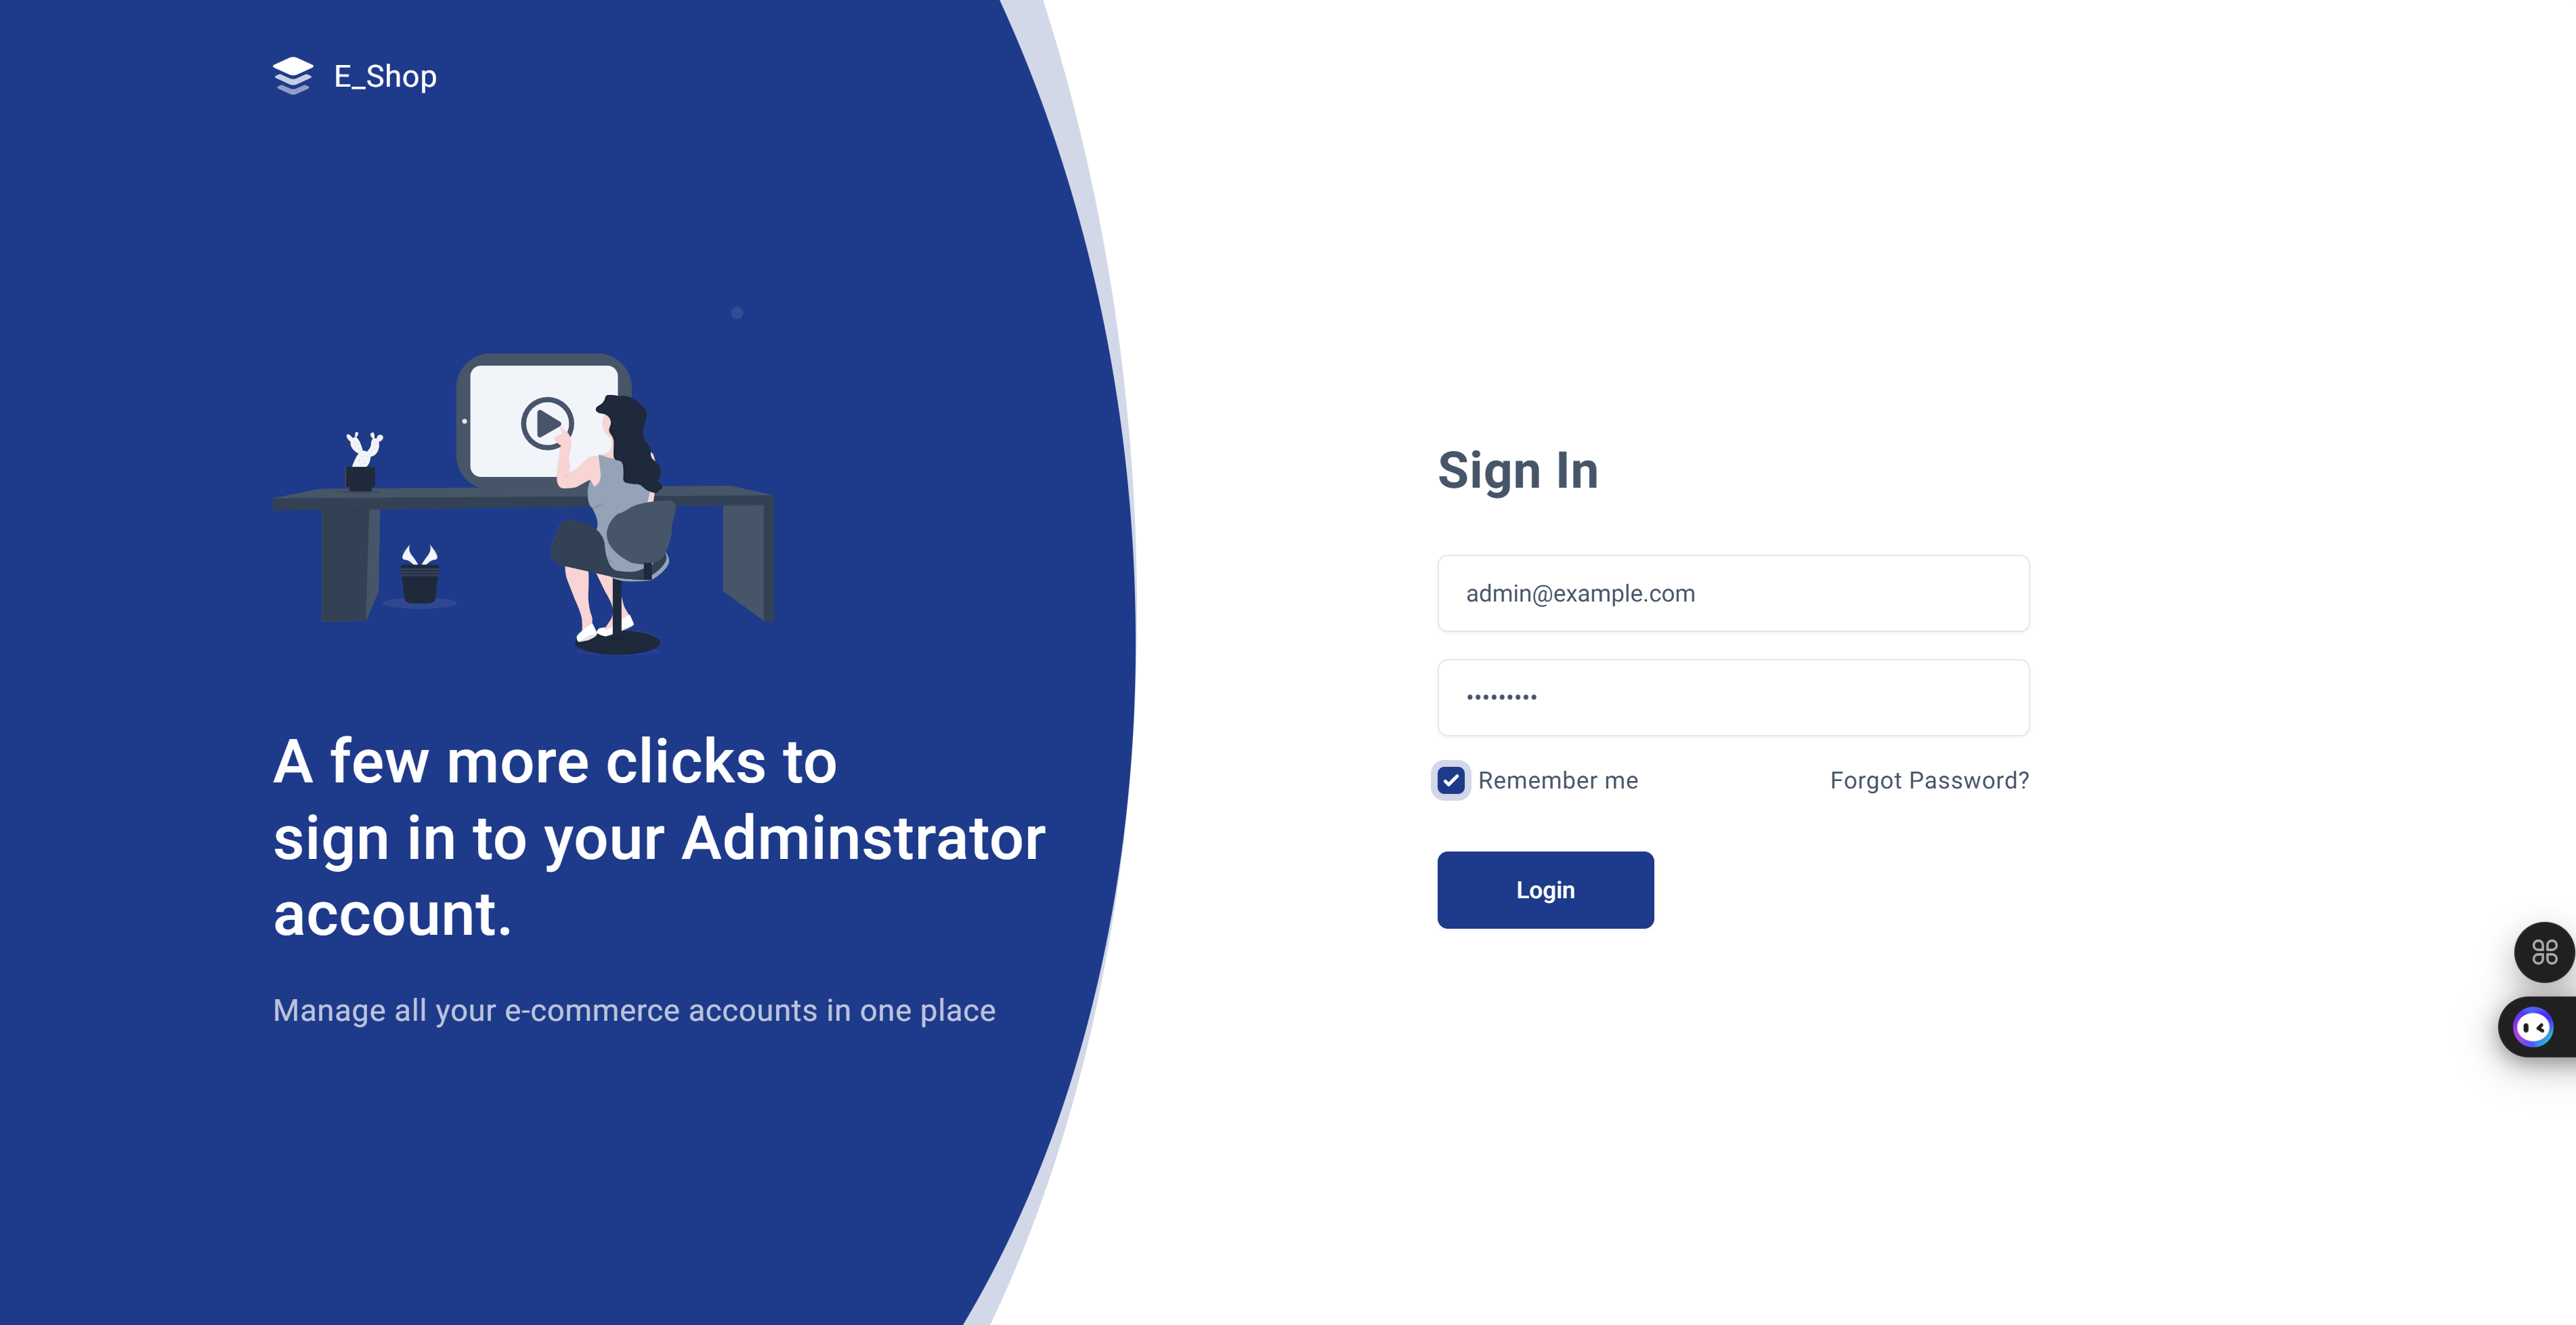 E_Shop
A few more clicks to
sign in to your Adminstrator
account.
Manage all your e-commerce accounts in one place
Sign In
admin@example.com
•••••••••
Remember me
Forgot Password?
Login